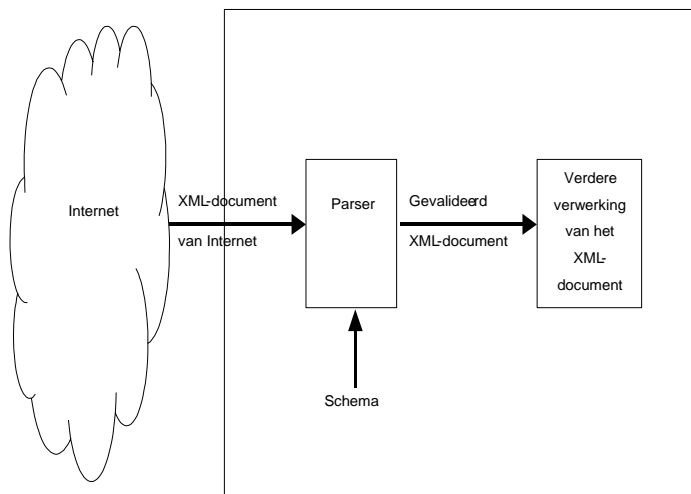 Internet
XML-document
van Internet
Parser
Gevalideerd
XML-document
Verdere
verwerking
van het
XML-
document
Schema